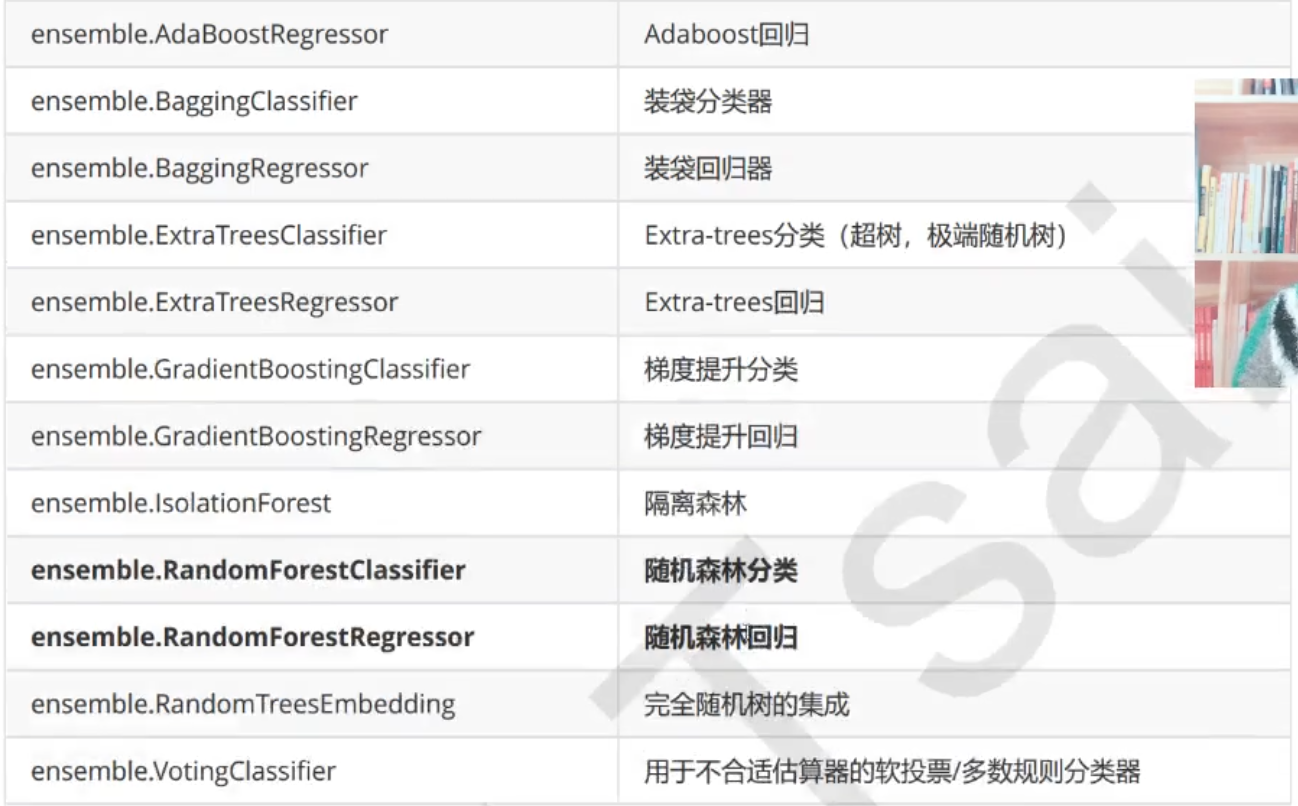 ensemble.AdaBoostRegressor Adaboost回归
ensemble.BaggingClassifier 装袋分类器
ensemble.BaggingRegressor 装袋回归器
ensemble.ExtraTreesClassifier Extra-trees分类（超树，极端随机树）
ensemble.ExtraTreesRegressor Extra-trees回归
ensemble.GradientBoostingClassifier 梯度提升分类
ensemble.GradientBoostingRegressor 梯度提升回归
ensemble.IsolationForest 隔离森林
ensemble.RandomForestClassifier 随机森林分类
ensemble.RandomForestRegressor 随机森林回归
ensemble.RandomTreesEmbedding 完全随机树的集成
ensemble.VotingClassifier 用于不合适估算器的软投票/多数规则分类器
Tsai